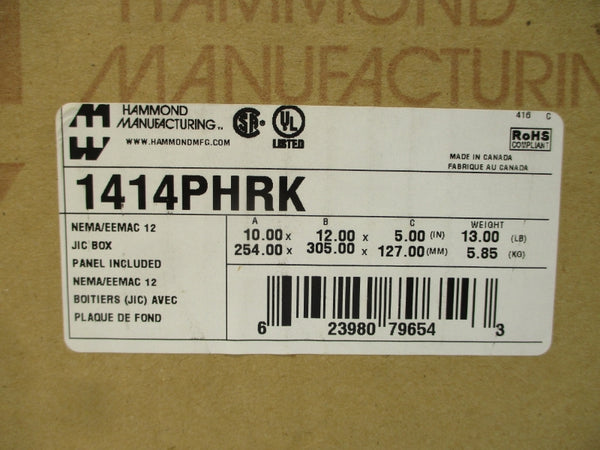 HAMMOND
MANUFACTURIN
HAMMOND
MANUFACTURING
WWW.HAMMONDMFG.COM
SA
UL
LISTED
416 C
RoHS
COMPLIANT
MADE IN CANADA
FABRIQUE AU CANADA
1414PHRK
NEMA/EEMAC 12
JIC BOX
PANEL INCLUDED
NEMA/EEMAC 12
BOITIERS (JIC) AVEC
PLAQUE DE FOND
A B C WEIGHT
10.00 x 12.00 x 5.00 (IN) 13.00 (LB)
254.00 x 305.00 x 127.00 (MM) 5.85 (KG)
6 23980 79654 3